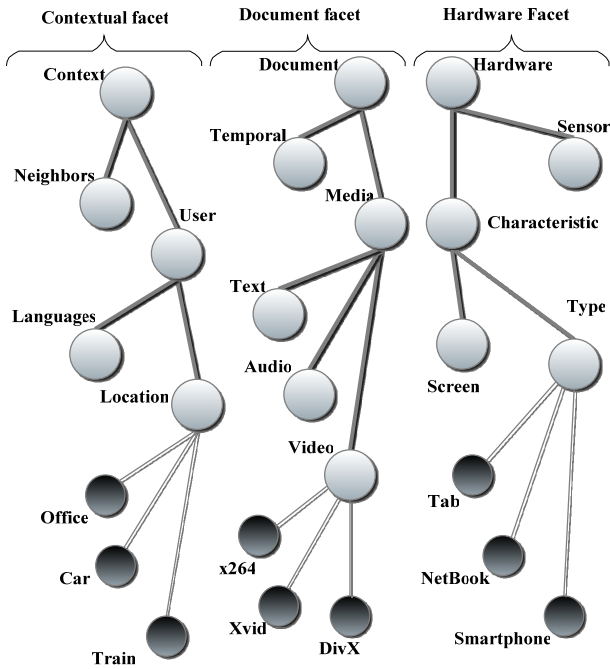 Contextual facet
Document facet
Hardware Facet
Context
Neighbors
User
Languages
Location
Office
Car
Train
Document
Temporal
Media
Text
Audio
Video
x264
Xvid
DivX
Hardware
Sensor
Characteristic
Type
Screen
Tab
NetBook
Smartphone